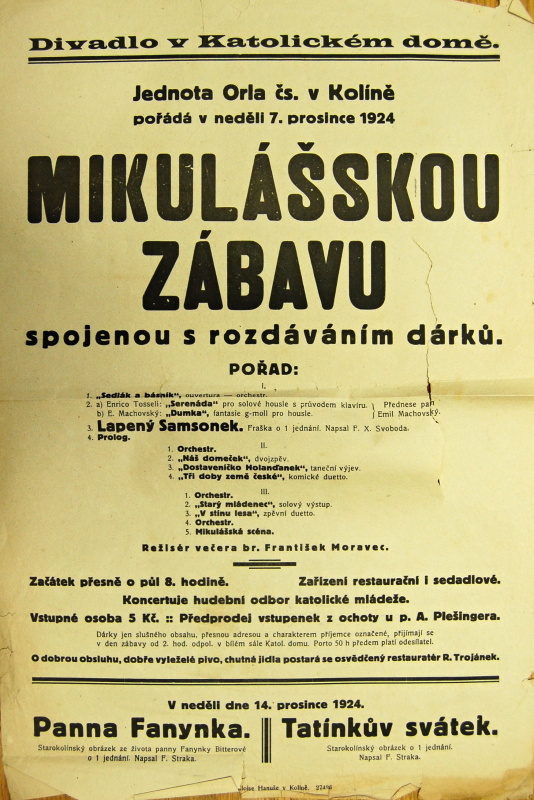 Divadlo v Katolickém domě.
Jednota Orla čs. v Kolíně
pořádá v neděli 7. prosince 1924
MIKULÁŠSKOU
ZÁBAVU
spojenou s rozdáváním dárků.
POŘAD:
I.
1. „Sedlák a básník“, ouvertura — orchestr.
2. a) Enrico Tosseli: „Serenáda“ pro solové housle s průvodem klavíru.
b) E. Machovský: „Dumka“, fantasie g-moll pro housle.
Přednese pan
Emil Machovský.
3. Lapený Samsonek. Fraška o 1 jednání. Napsal F. X. Svoboda.
4. Prolog.
II.
1. Orchestr.
2. „Náš domeček“, dvojzpěv.
3. „Dostaveníčko Holanďanek“, taneční výjev.
4. „Tři doby země české“, komické duetto.
III.
1. Orchestr.
2. „Starý mládenec“, solový výstup.
3. „V stínu lesa“, zpěvní duetto.
4. Orchestr.
5. Mikulášská scéna.
Režisér večera br. František Moravec.
Začátek přesně o půl 8. hodině. Zařízení restaurační i sedadlové.
Koncertuje hudební odbor katolické mládeže.
Vstupné osoba 5 Kč. :: Předprodej vstupenek z ochoty u p. A. Plešingera.
Dárky jen slušného obsahu, přesnou adresou a charakterem příjemce označené, přijímají se
v den zábavy od 2. hod. odpol. v bílém sále Katol. domu. Porto 50 h předem platí odesílatel.
O dobrou obsluhu, dobře vyleželé pivo, chutná jídla postará se osvědčený restauratér R. Trojánek.
V neděli dne 14. prosince 1924.
Panna Fanynka.
Starokolínský obrázek ze života panny Fanynky Bitterové
o 1 jednání. Napsal F. Straka.
Tatínkův svátek.
Starokolínský obrázek o 1 jednání.
Napsal F. Straka.
Hanuše v Kolíně.